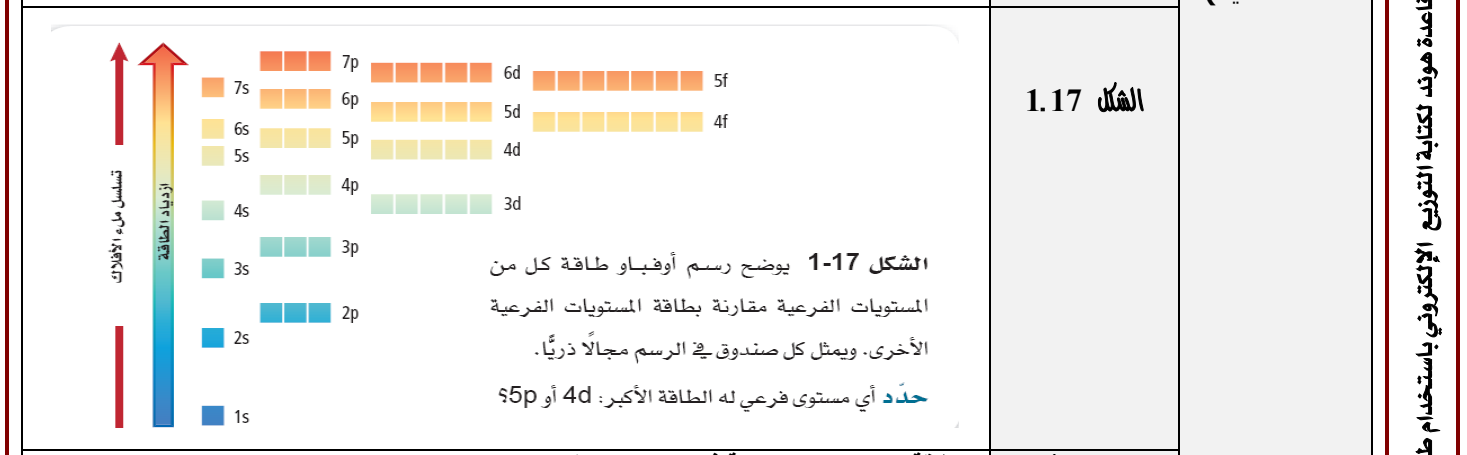 الشكل 1.17
7p
6d
7s
5f
6p
5d
4f
6s
5p
4d
5s
4p
3d
4s
3p
3s
2p
2s
1s
تسلسل ملء الأفلاك
ازدياد الطاقة
الشكل 17-1 يوضح رسم أوفباو طاقة كل من
المستويات الفرعية مقارنة بطاقة المستويات الفرعية
الأخرى. ويمثل كل صندوق في الرسم مجالًا ذريًّا.
حدّد أي مستوى فرعي له الطاقة الأكبر: 4d أو 5p؟
قاعدة هوند لكتابة التوزيع الإلكتروني باستخدام